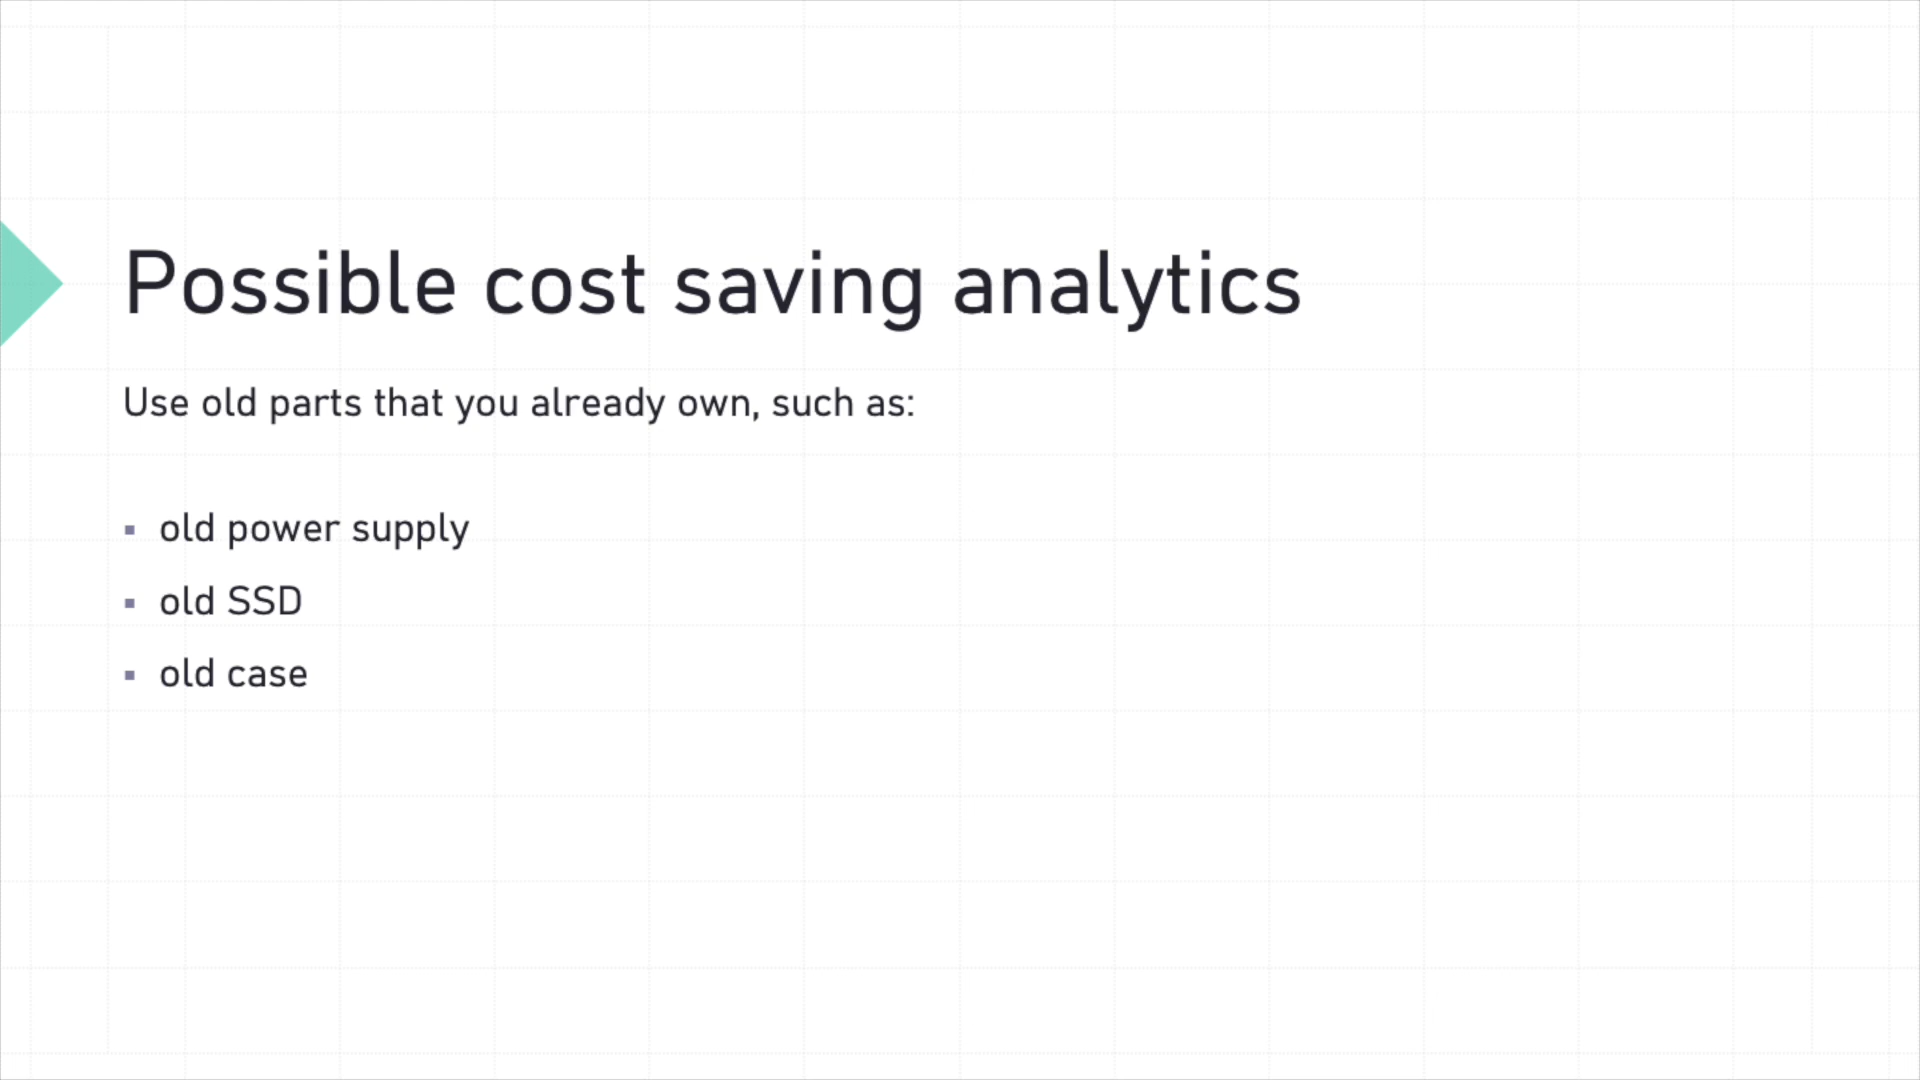 Possible cost saving analytics
Use old parts that you already own, such as:
▪ old power supply
▪ old SSD
▪ old case